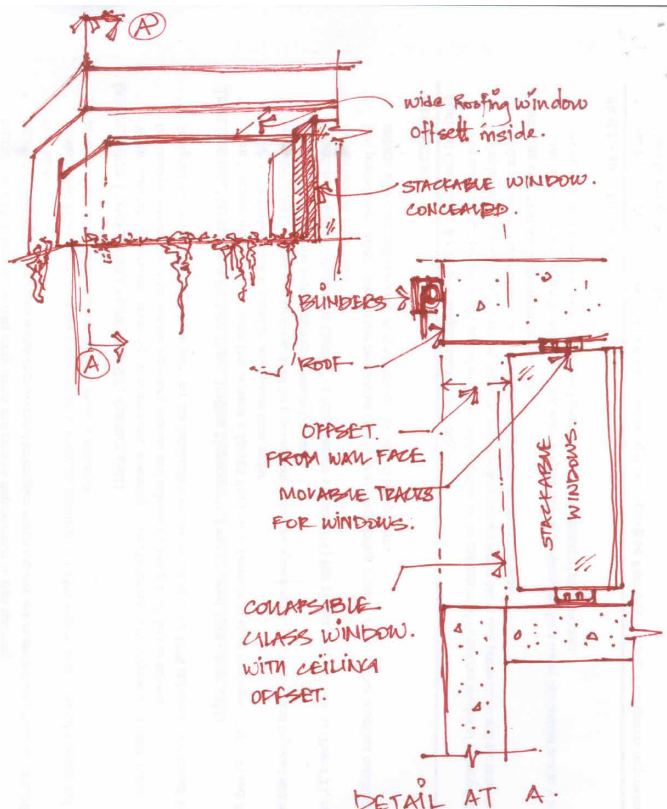 A
wide Roofing window
offsett inside.
STACKABLE WINDOW.
CONCEALED.
BLINDERS
A
ROOF
OFFSET.
FROM WALL FACE
MOVABLE TRACKS
FOR WINDOWS.
STACKABLE
WINDOWS.
COLLAPSIBLE
GLASS WINDOW.
WITH CEILING
OFFSET.
DETAIL AT A.